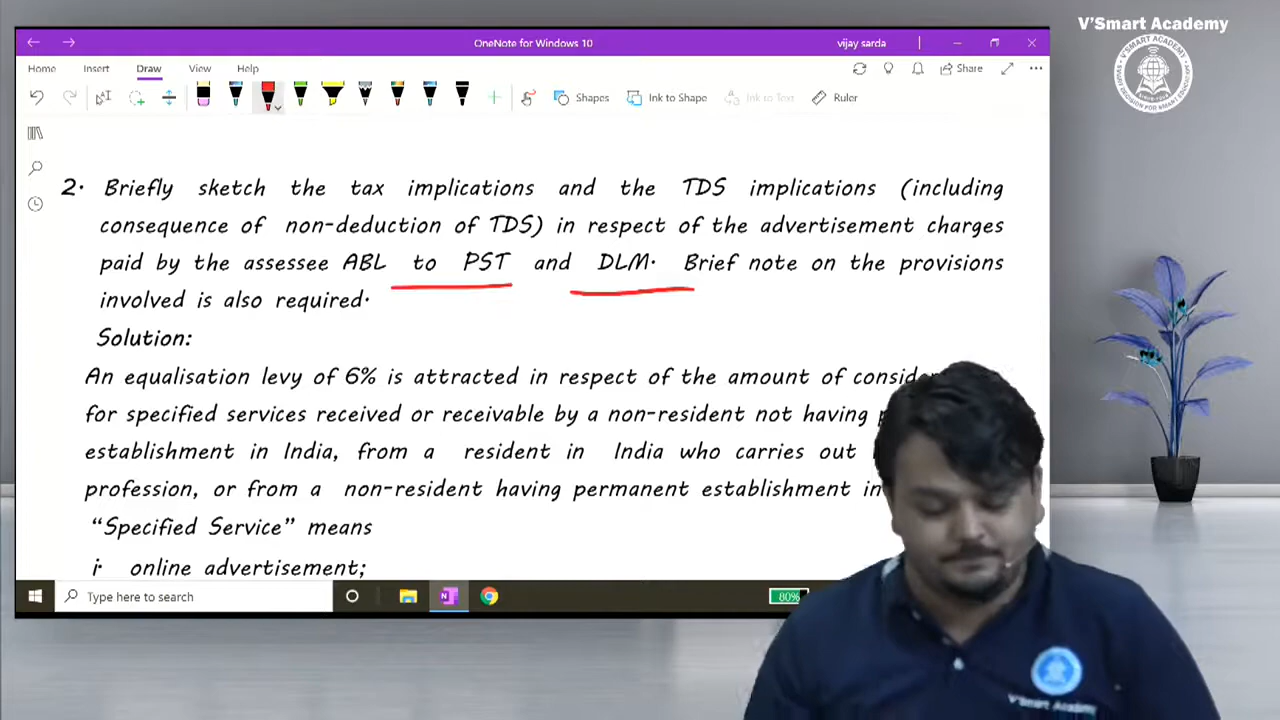 V'Smart Academy
OneNote for Windows 10
vijay sarda
Home Insert Draw View Help
Share
Shapes Ink to Shape Ink to Text Ruler
2. Briefly sketch the tax implications and the TDS implications (including
consequence of non-deduction of TDS) in respect of the advertisement charges
paid by the assessee ABL to PST and DLM. Brief note on the provisions
involved is also required.
Solution:
An equalisation levy of 6% is attracted in respect of the amount of
for specified services received or receivable by a non-resident not having
establishment in India, from a resident in India who carries out
profession, or from a non-resident having permanent establishment in
“Specified Service” means
i. online advertisement;
Type here to search
80%
V'Smart Academy